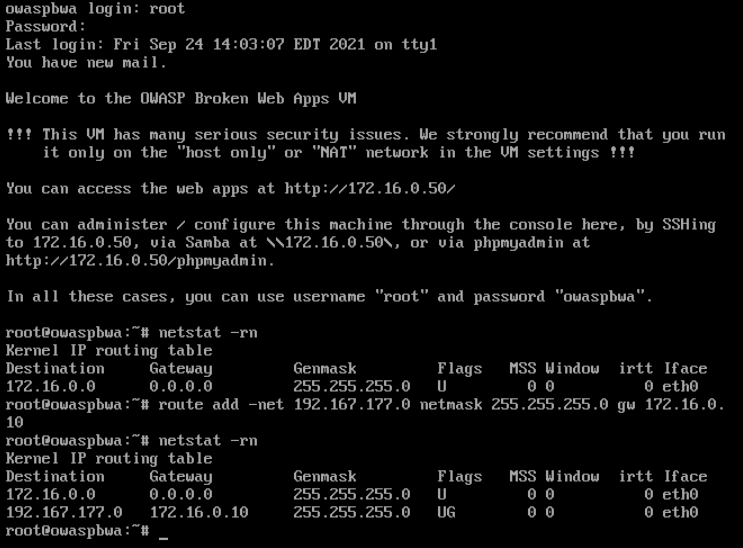 owaspbwa login: root
Password:
Last login: Fri Sep 24 14:03:07 EDT 2021 on tty1
You have new mail.
Welcome to the OWASP Broken Web Apps VM
!!! This VM has many serious security issues. We strongly recommend that you run
it only on the "host only" or "NAT" network in the VM settings !!!
You can access the web apps at http://172.16.0.50/
You can administer / configure this machine through the console here, by SSHing
to 172.16.0.50, via Samba at \\172.16.0.50\, or via phpmyadmin at
http://172.16.0.50/phpmyadmin.
In all these cases, you can use username "root" and password "owaspbwa".
root@owaspbwa:~# netstat -rn
Kernel IP routing table
Destination     Gateway         Genmask         Flags   MSS Window  irtt Iface
172.16.0.0      0.0.0.0         255.255.255.0   U         0 0          0 eth0
root@owaspbwa:~# route add -net 192.167.177.0 netmask 255.255.255.0 gw 172.16.0.
10
root@owaspbwa:~# netstat -rn
Kernel IP routing table
Destination     Gateway         Genmask         Flags   MSS Window  irtt Iface
172.16.0.0      0.0.0.0         255.255.255.0   U         0 0          0 eth0
192.167.177.0   172.16.0.10     255.255.255.0   UG        0 0          0 eth0
root@owaspbwa:~# _